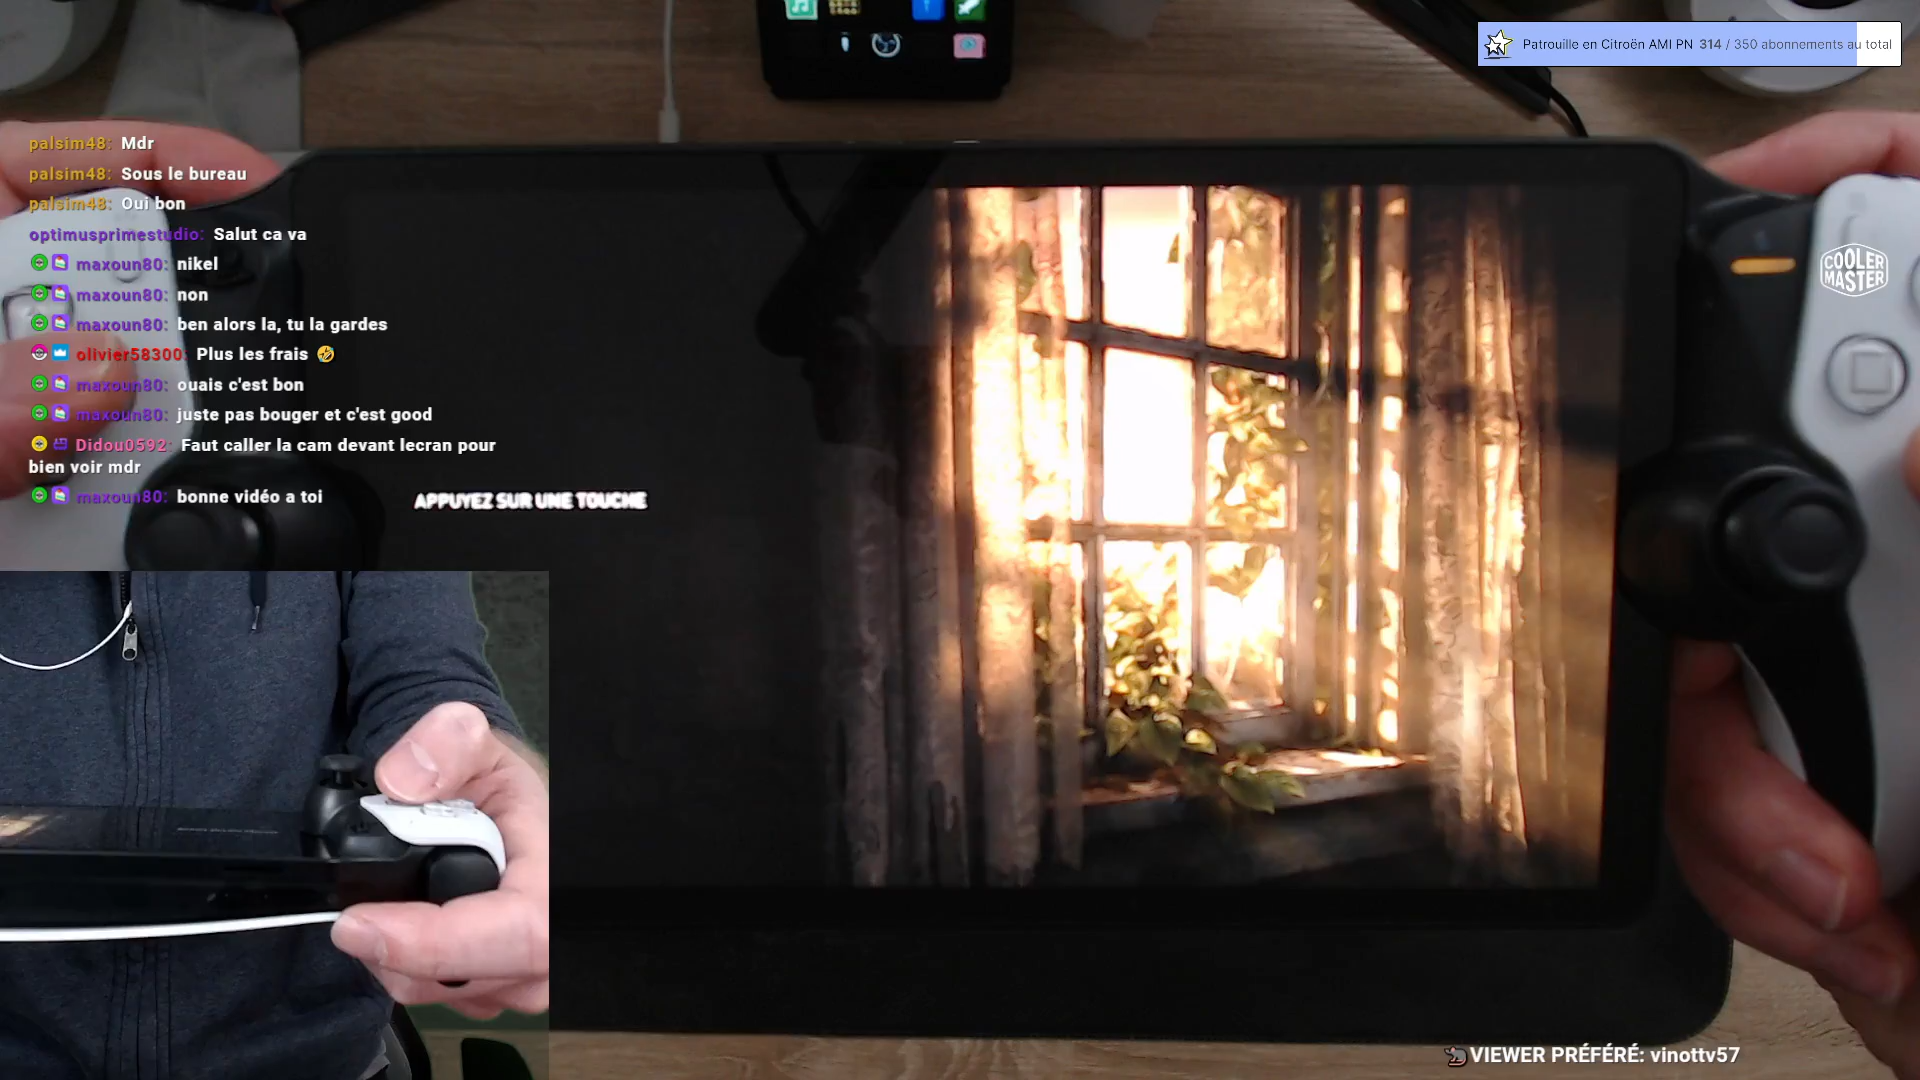 Patrouille en Citroën AMI PN 314 / 350 abonnements au total
palsim48: Mdr
palsim48: Sous le bureau
palsim48: Oui bon
optimusprimestudio: Salut ca va
maxoun80: nikel
maxoun80: non
maxoun80: ben alors la, tu la gardes
olivier58300: Plus les frais 🤣
maxoun80: ouais c'est bon
maxoun80: juste pas bouger et c'est good
Didou0592: Faut caller la cam devant lecran pour
bien voir mdr
maxoun80: bonne vidéo a toi
APPUYEZ SUR UNE TOUCHE
COOLER
MASTER
VIEWER PRÉFÉRÉ: vinottv57